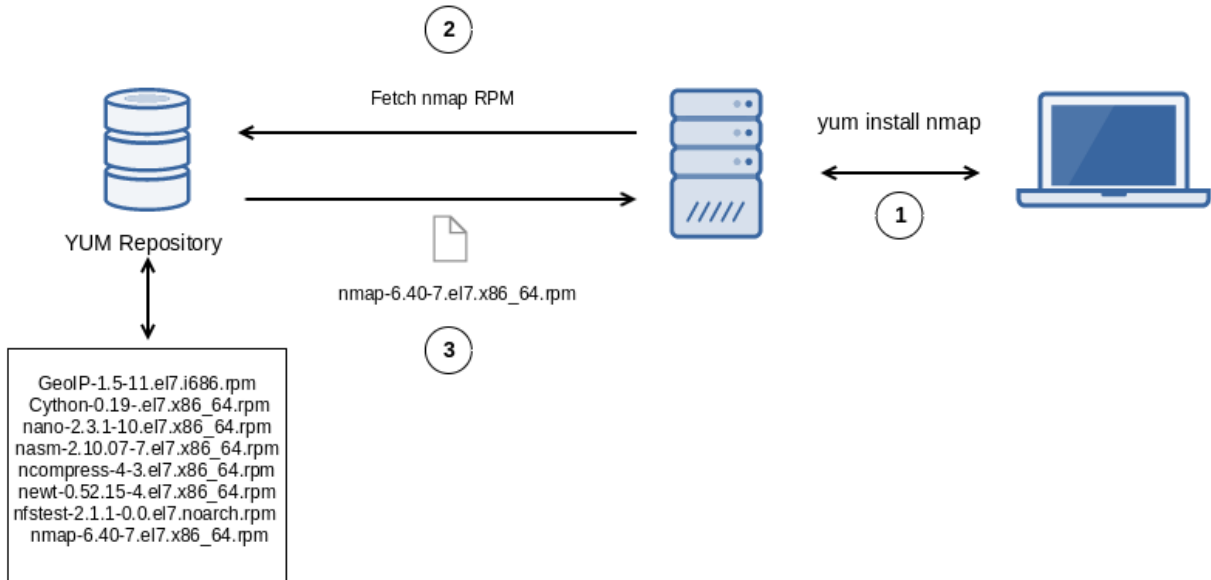 2
Fetch nmap RPM
yum install nmap
1
YUM Repository
nmap-6.40-7.el7.x86_64.rpm
3
GeoIP-1.5-11.el7.i686.rpm
Cython-0.19-.el7.x86_64.rpm
nano-2.3.1-10.el7.x86_64.rpm
nasm-2.10.07-7.el7.x86_64.rpm
ncompress-4-3.el7.x86_64.rpm
newt-0.52.15-4.el7.x86_64.rpm
nfstest-2.1.1-0.0.el7.noarch.rpm
nmap-6.40-7.el7.x86_64.rpm